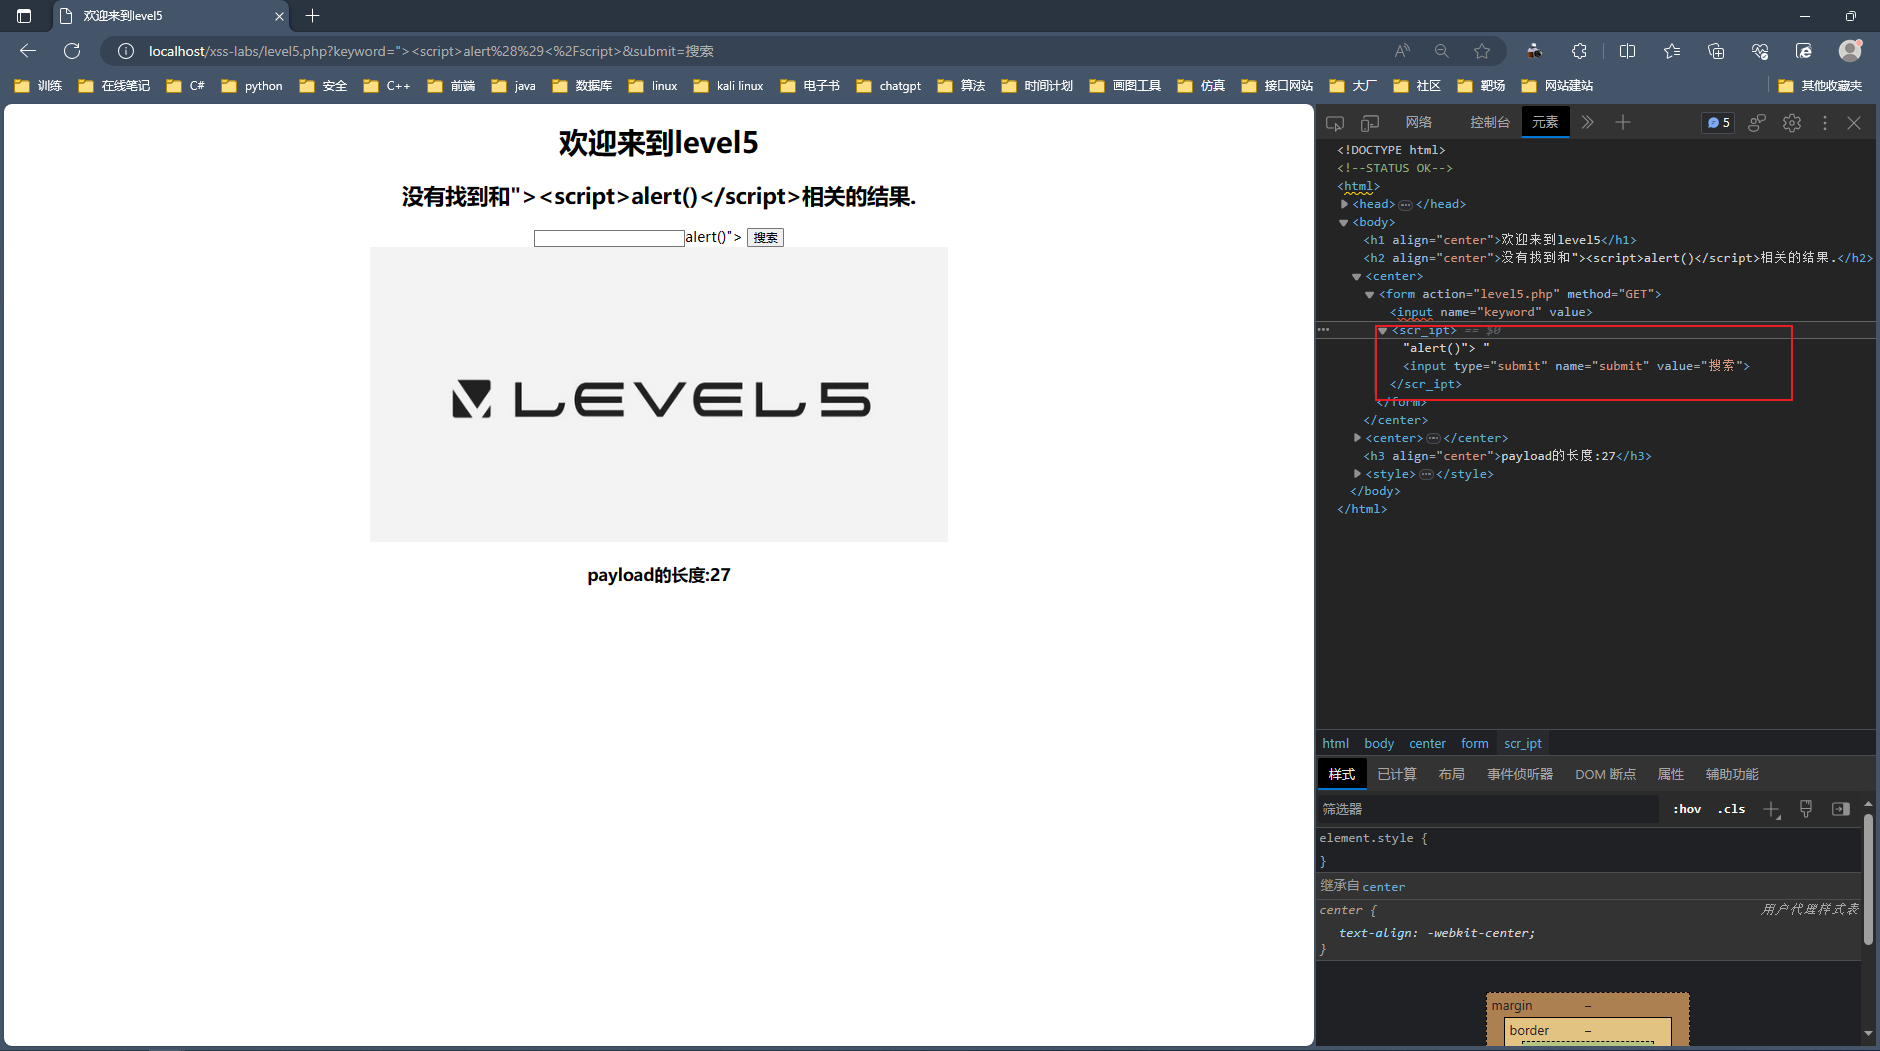 欢迎来到level5
localhost/xss-labs/level5.php?keyword="><script>alert%28%29<%2Fscript>&submit=搜索
训练 在线笔记 C# python 安全 C++ 前端 java 数据库 linux kali linux 电子书 chatgpt 算法 时间计划 画图工具 仿真 接口网站 大厂 社区 靶场 网站建站 其他收藏夹
欢迎来到level5
没有找到和"><script>alert()</script>相关的结果.
alert()"> 搜索
LEVEL5
payload的长度:27
网络 控制台 元素 5
<!DOCTYPE html>
<!--STATUS OK-->
<html>
<head>…</head>
<body>
<h1 align="center">欢迎来到level5</h1>
<h2 align="center">没有找到和"><script>alert()</script>相关的结果.</h2>
<center>
<form action="level5.php" method="GET">
<input name="keyword" value>
<scr_ipt> == $0
"alert()"> "
<input type="submit" name="submit" value="搜索">
</scr_ipt>
</form>
</center>
<center>…</center>
<h3 align="center">payload的长度:27</h3>
<style>…</style>
</body>
</html>
html body center form scr_ipt
样式 已计算 布局 事件侦听器 DOM 断点 属性 辅助功能
筛选器 :hov .cls
element.style {
}
继承自 center
center { 用户代理样式表
text-align: -webkit-center;
}
margin –
border –